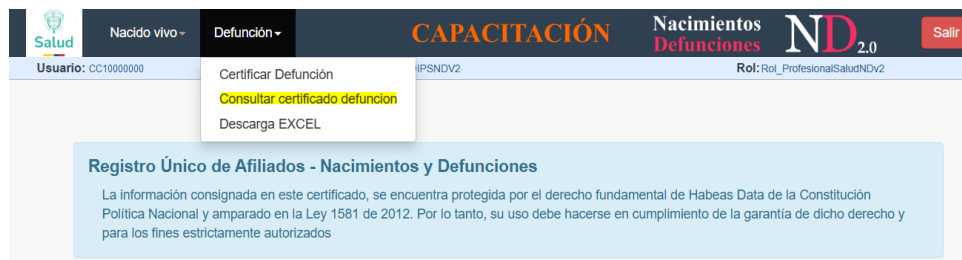 Salud
Nacido vivo
Defunción
CAPACITACIÓN
Nacimientos
Defunciones
ND 2.0
Salir
Usuario: CC10000000
IPSNDV2
Rol: Rol_ProfesionalSaludNDv2
Certificar Defunción
Consultar certificado defuncion
Descarga EXCEL
Registro Único de Afiliados - Nacimientos y Defunciones
La información consignada en este certificado, se encuentra protegida por el derecho fundamental de Habeas Data de la Constitución
Política Nacional y amparado en la Ley 1581 de 2012. Por lo tanto, su uso debe hacerse en cumplimiento de la garantía de dicho derecho y
para los fines estrictamente autorizados